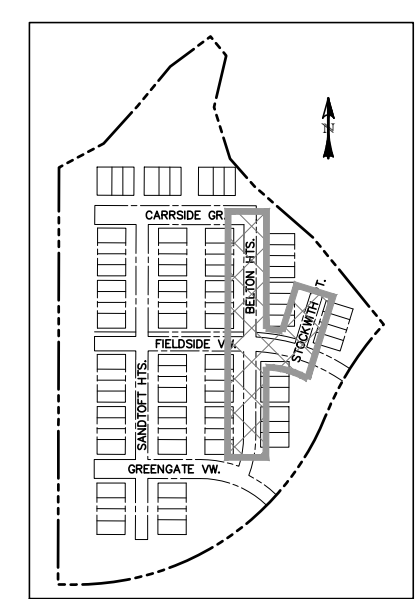 CARRSIDE GR.
BELTON HTS.
STOCKWITH T.
FIELDSIDE VW.
SANDTOFT HTS.
GREENGATE VW.